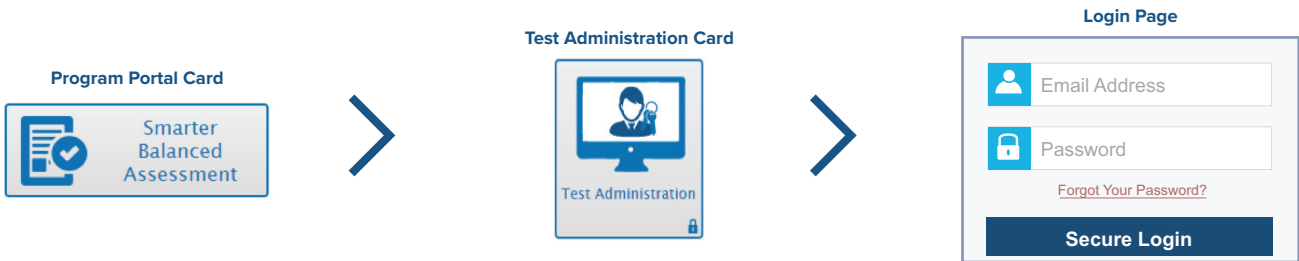 Program Portal Card
Smarter
Balanced
Assessment
Test Administration Card
Test Administration
Login Page
Email Address
Password
Forgot Your Password?
Secure Login